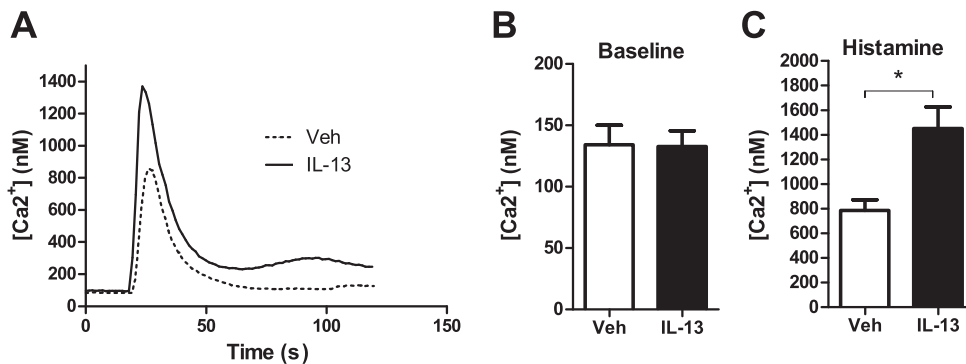 A
[Ca2+] (nM)
1400
1200
1000
800
600
400
200
0
0
50
100
150
Time (s)
Veh
IL-13
B
Baseline
[Ca2+] (nM)
200
150
100
50
0
Veh
IL-13
C
Histamine
*
[Ca2+] (nM)
2000
1800
1600
1400
1200
1000
800
600
400
200
0
Veh
IL-13